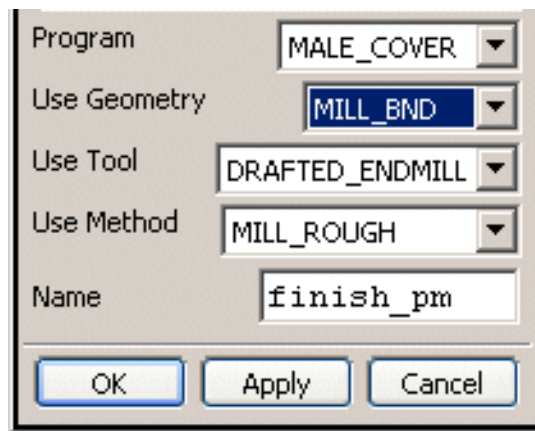 Program MALE_COVER
Use Geometry MILL_BND
Use Tool DRAFTED_ENDMILL
Use Method MILL_ROUGH
Name finish_pm
OK Apply Cancel